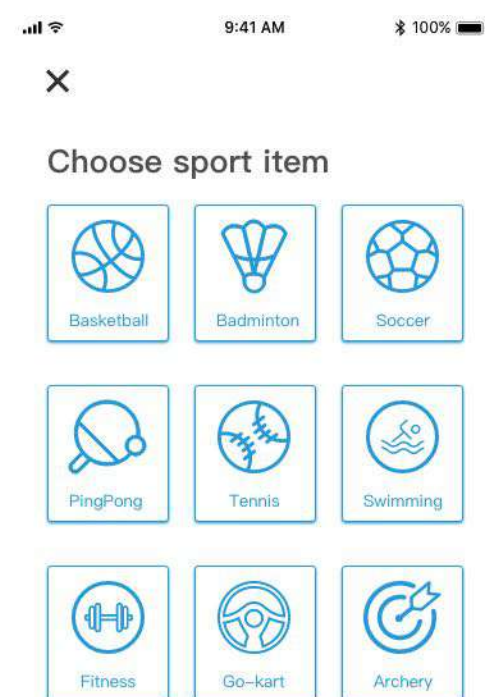 9:41 AM 100%
Choose sport item
Basketball Badminton Soccer
PingPong Tennis Swimming
Fitness Go-kart Archery